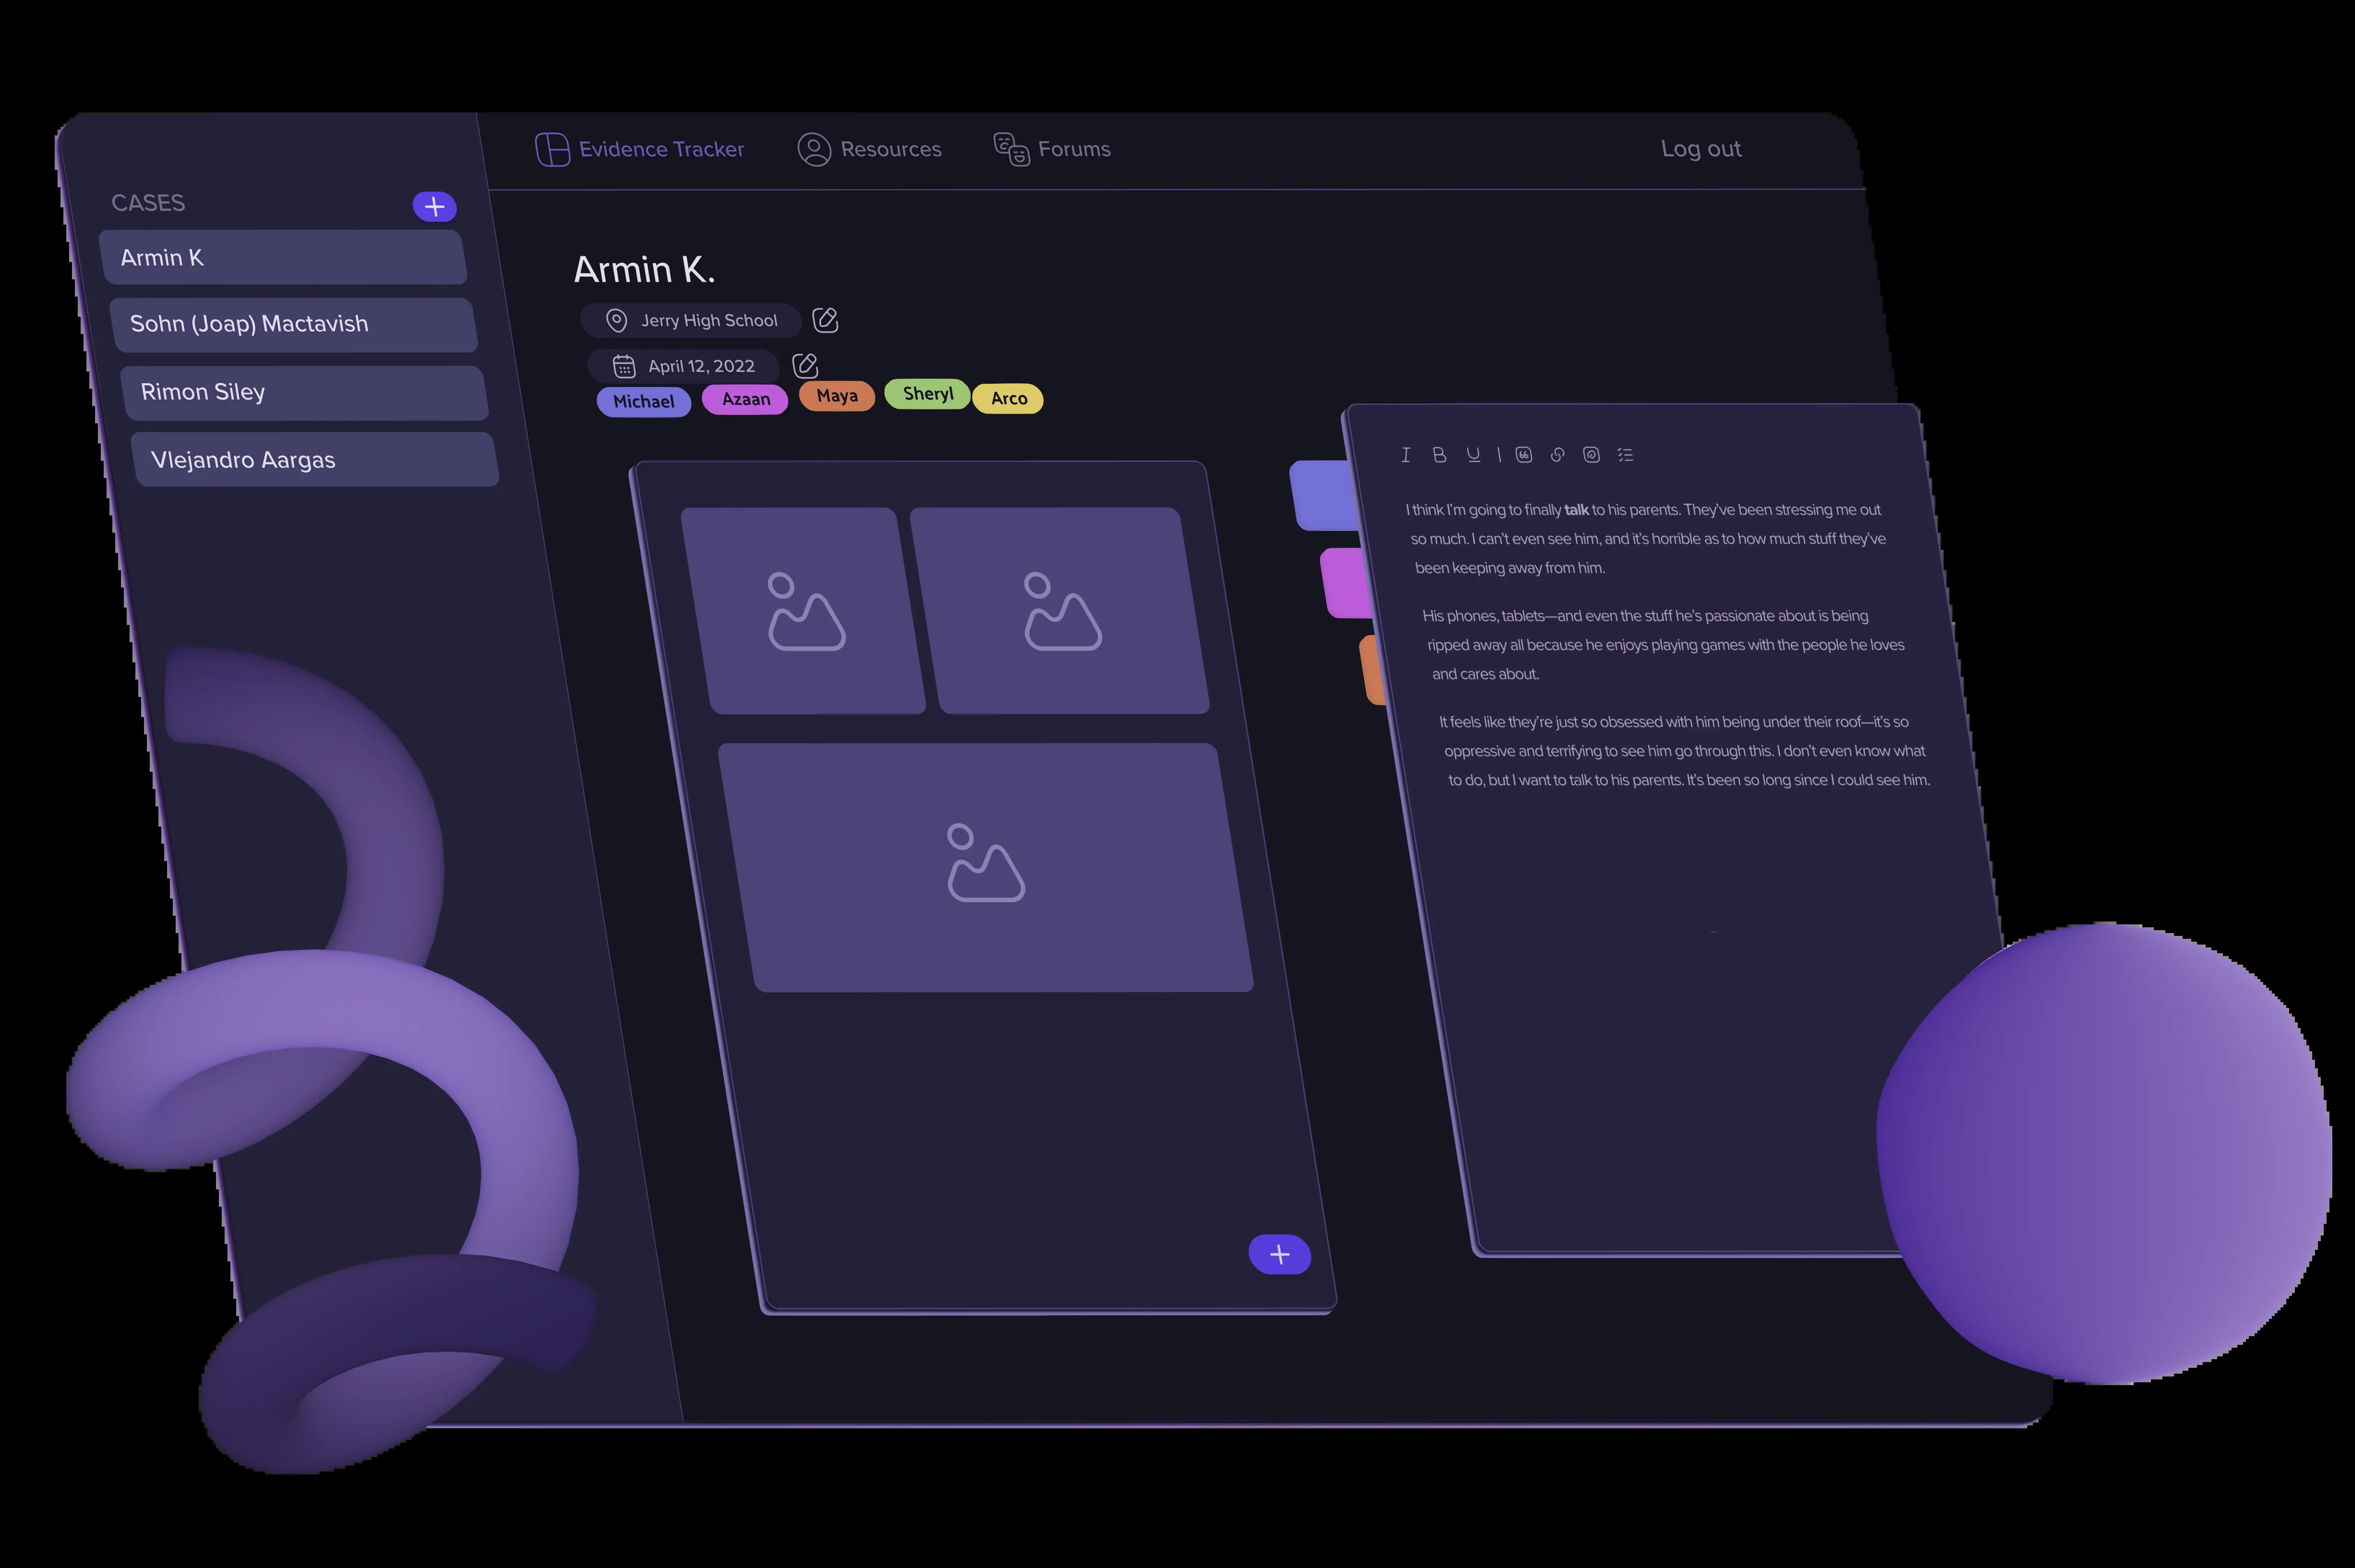 Evidence Tracker
Resources
Forums
Log out
CASES
Armin K
Sohn (Joap) Mactavish
Rimon Siley
Vlejandro Aargas
Armin K.
Jerry High School
April 12, 2022
Michael
Azaan
Maya
Sheryl
Arco
I think I'm going to finally talk to his parents. They've been stressing me out
so much. I can't even see him, and it's horrible as to how much stuff they've
been keeping away from him.
His phones, tablets—and even the stuff he's passionate about is being
ripped away all because he enjoys playing games with the people he loves
and cares about.
It feels like they're just so obsessed with him being under their roof—it's so
oppressive and terrifying to see him go through this. I don't even know what
to do, but I want to talk to his parents. It's been so long since I could see him.